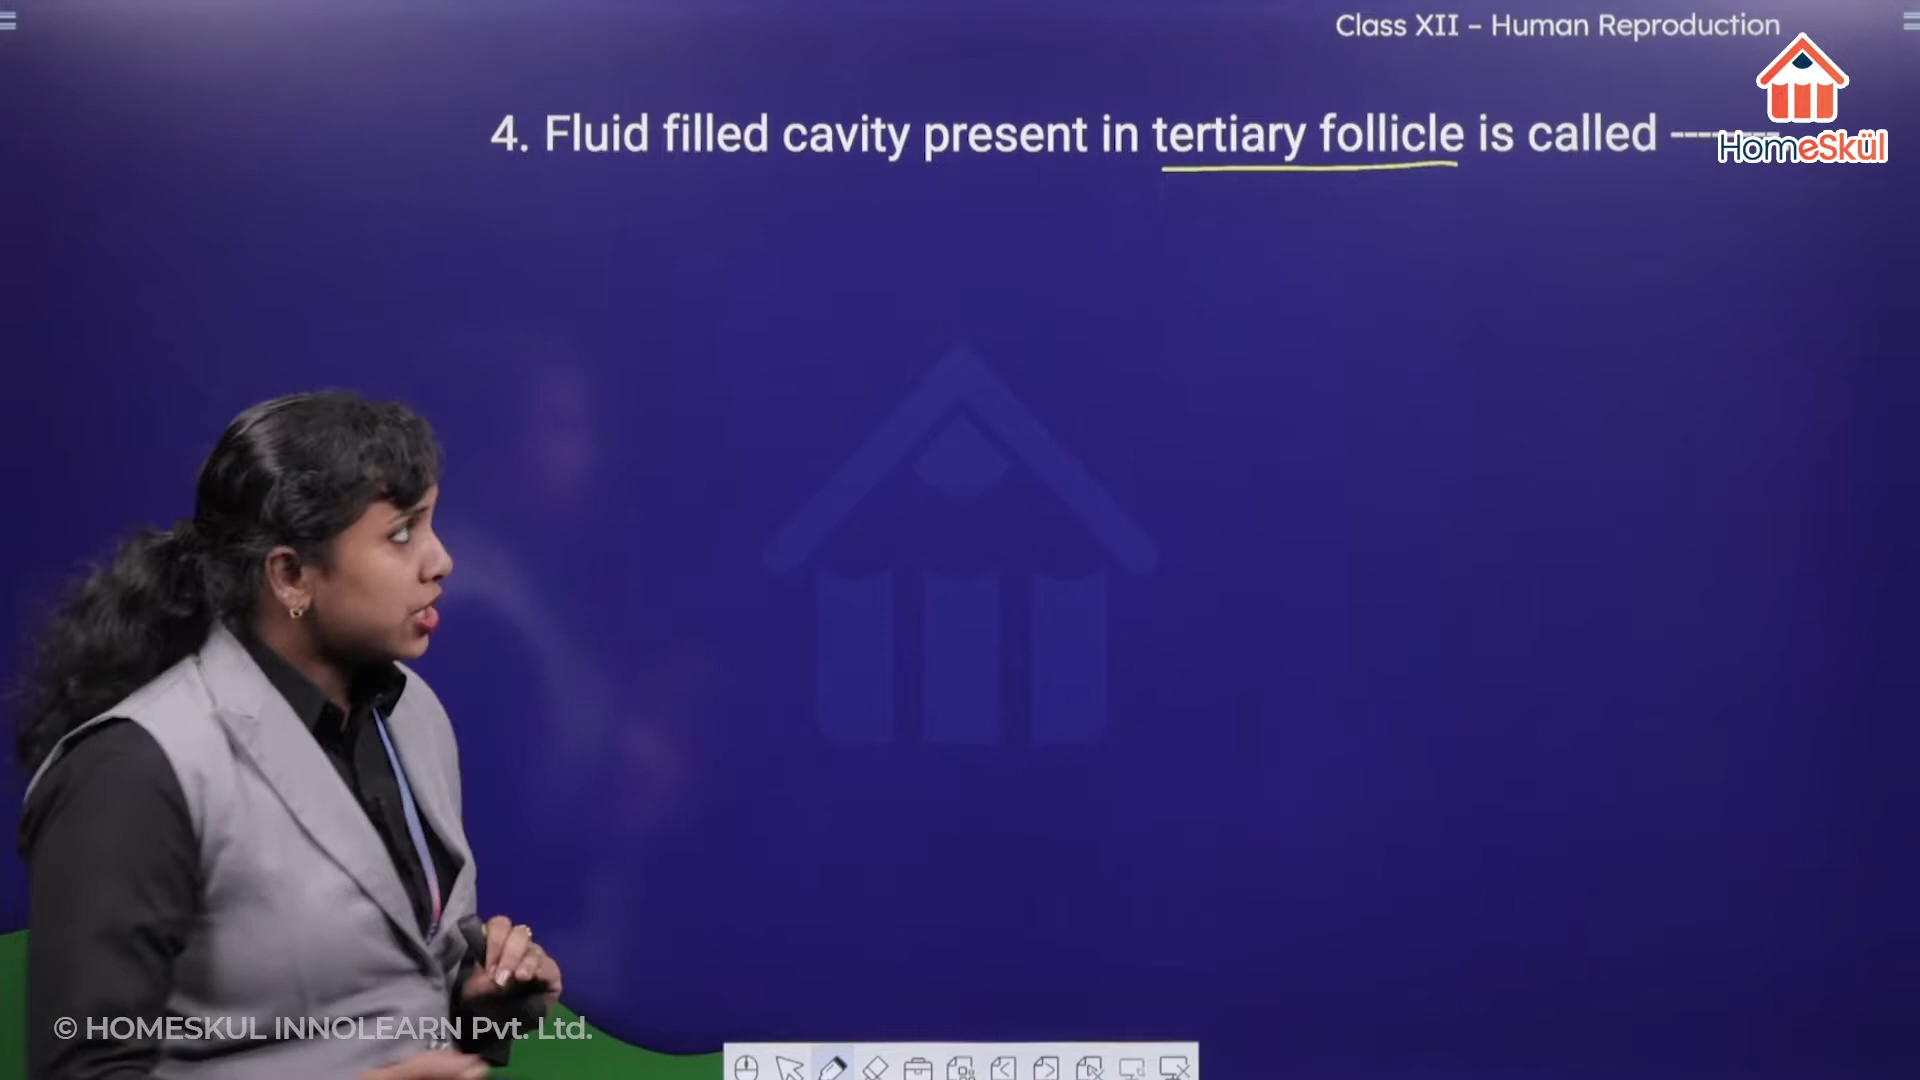 Class XII – Human Reproduction
4. Fluid filled cavity present in tertiary follicle is called --------
HomeSkül
© HOMESKUL INNOLEARN Pvt. Ltd.